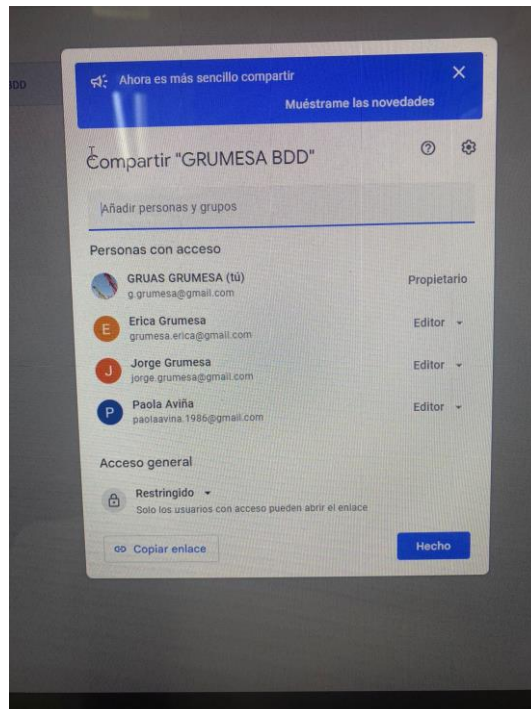 BDD
Ahora es más sencillo compartir
Muéstrame las novedades
Compartir "GRUMESA BDD"
Añadir personas y grupos
Personas con acceso
GRUAS GRUMESA (tú)
g.grumesa@gmail.com
Propietario
E
Erica Grumesa
grumesa.erica@gmail.com
Editor
J
Jorge Grumesa
jorge.grumesa@gmail.com
Editor
P
Paola Aviña
paolaavina.1986@gmail.com
Editor
Acceso general
Restringido
Solo los usuarios con acceso pueden abrir el enlace
Copiar enlace
Hecho